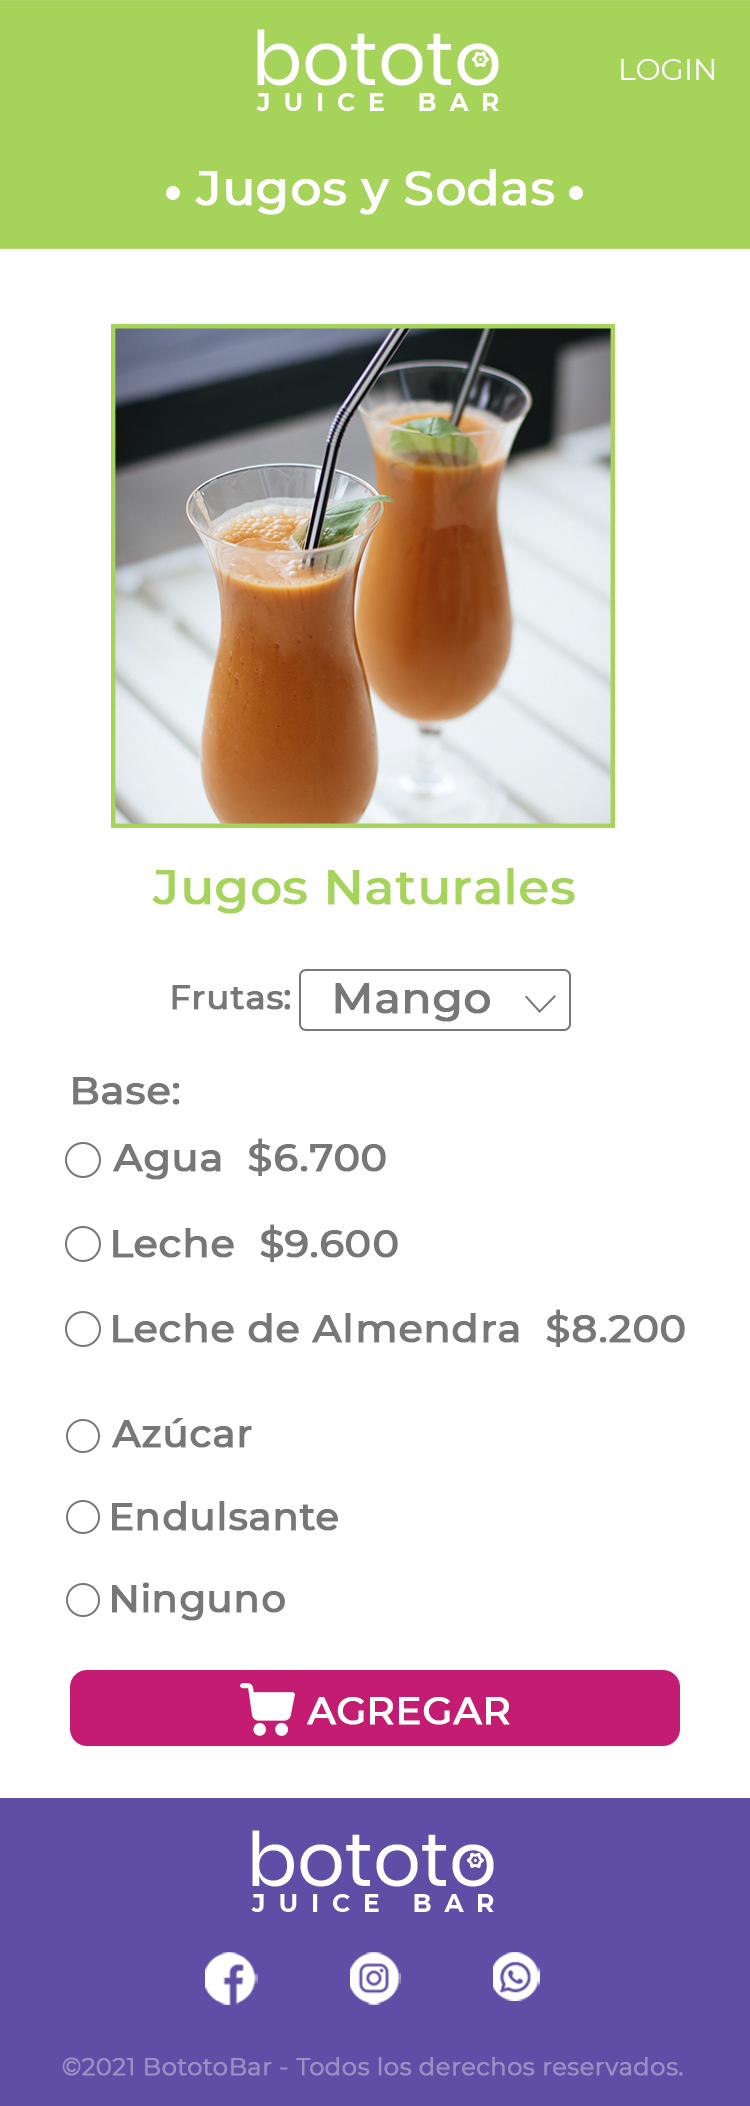 bototo
JUICE BAR
LOGIN
• Jugos y Sodas •
Jugos Naturales
Frutas: Mango
Base:
Agua $6.700
Leche $9.600
Leche de Almendra $8.200
Azúcar
Endulsante
Ninguno
AGREGAR
bototo
JUICE BAR
©2021 BototoBar - Todos los derechos reservados.